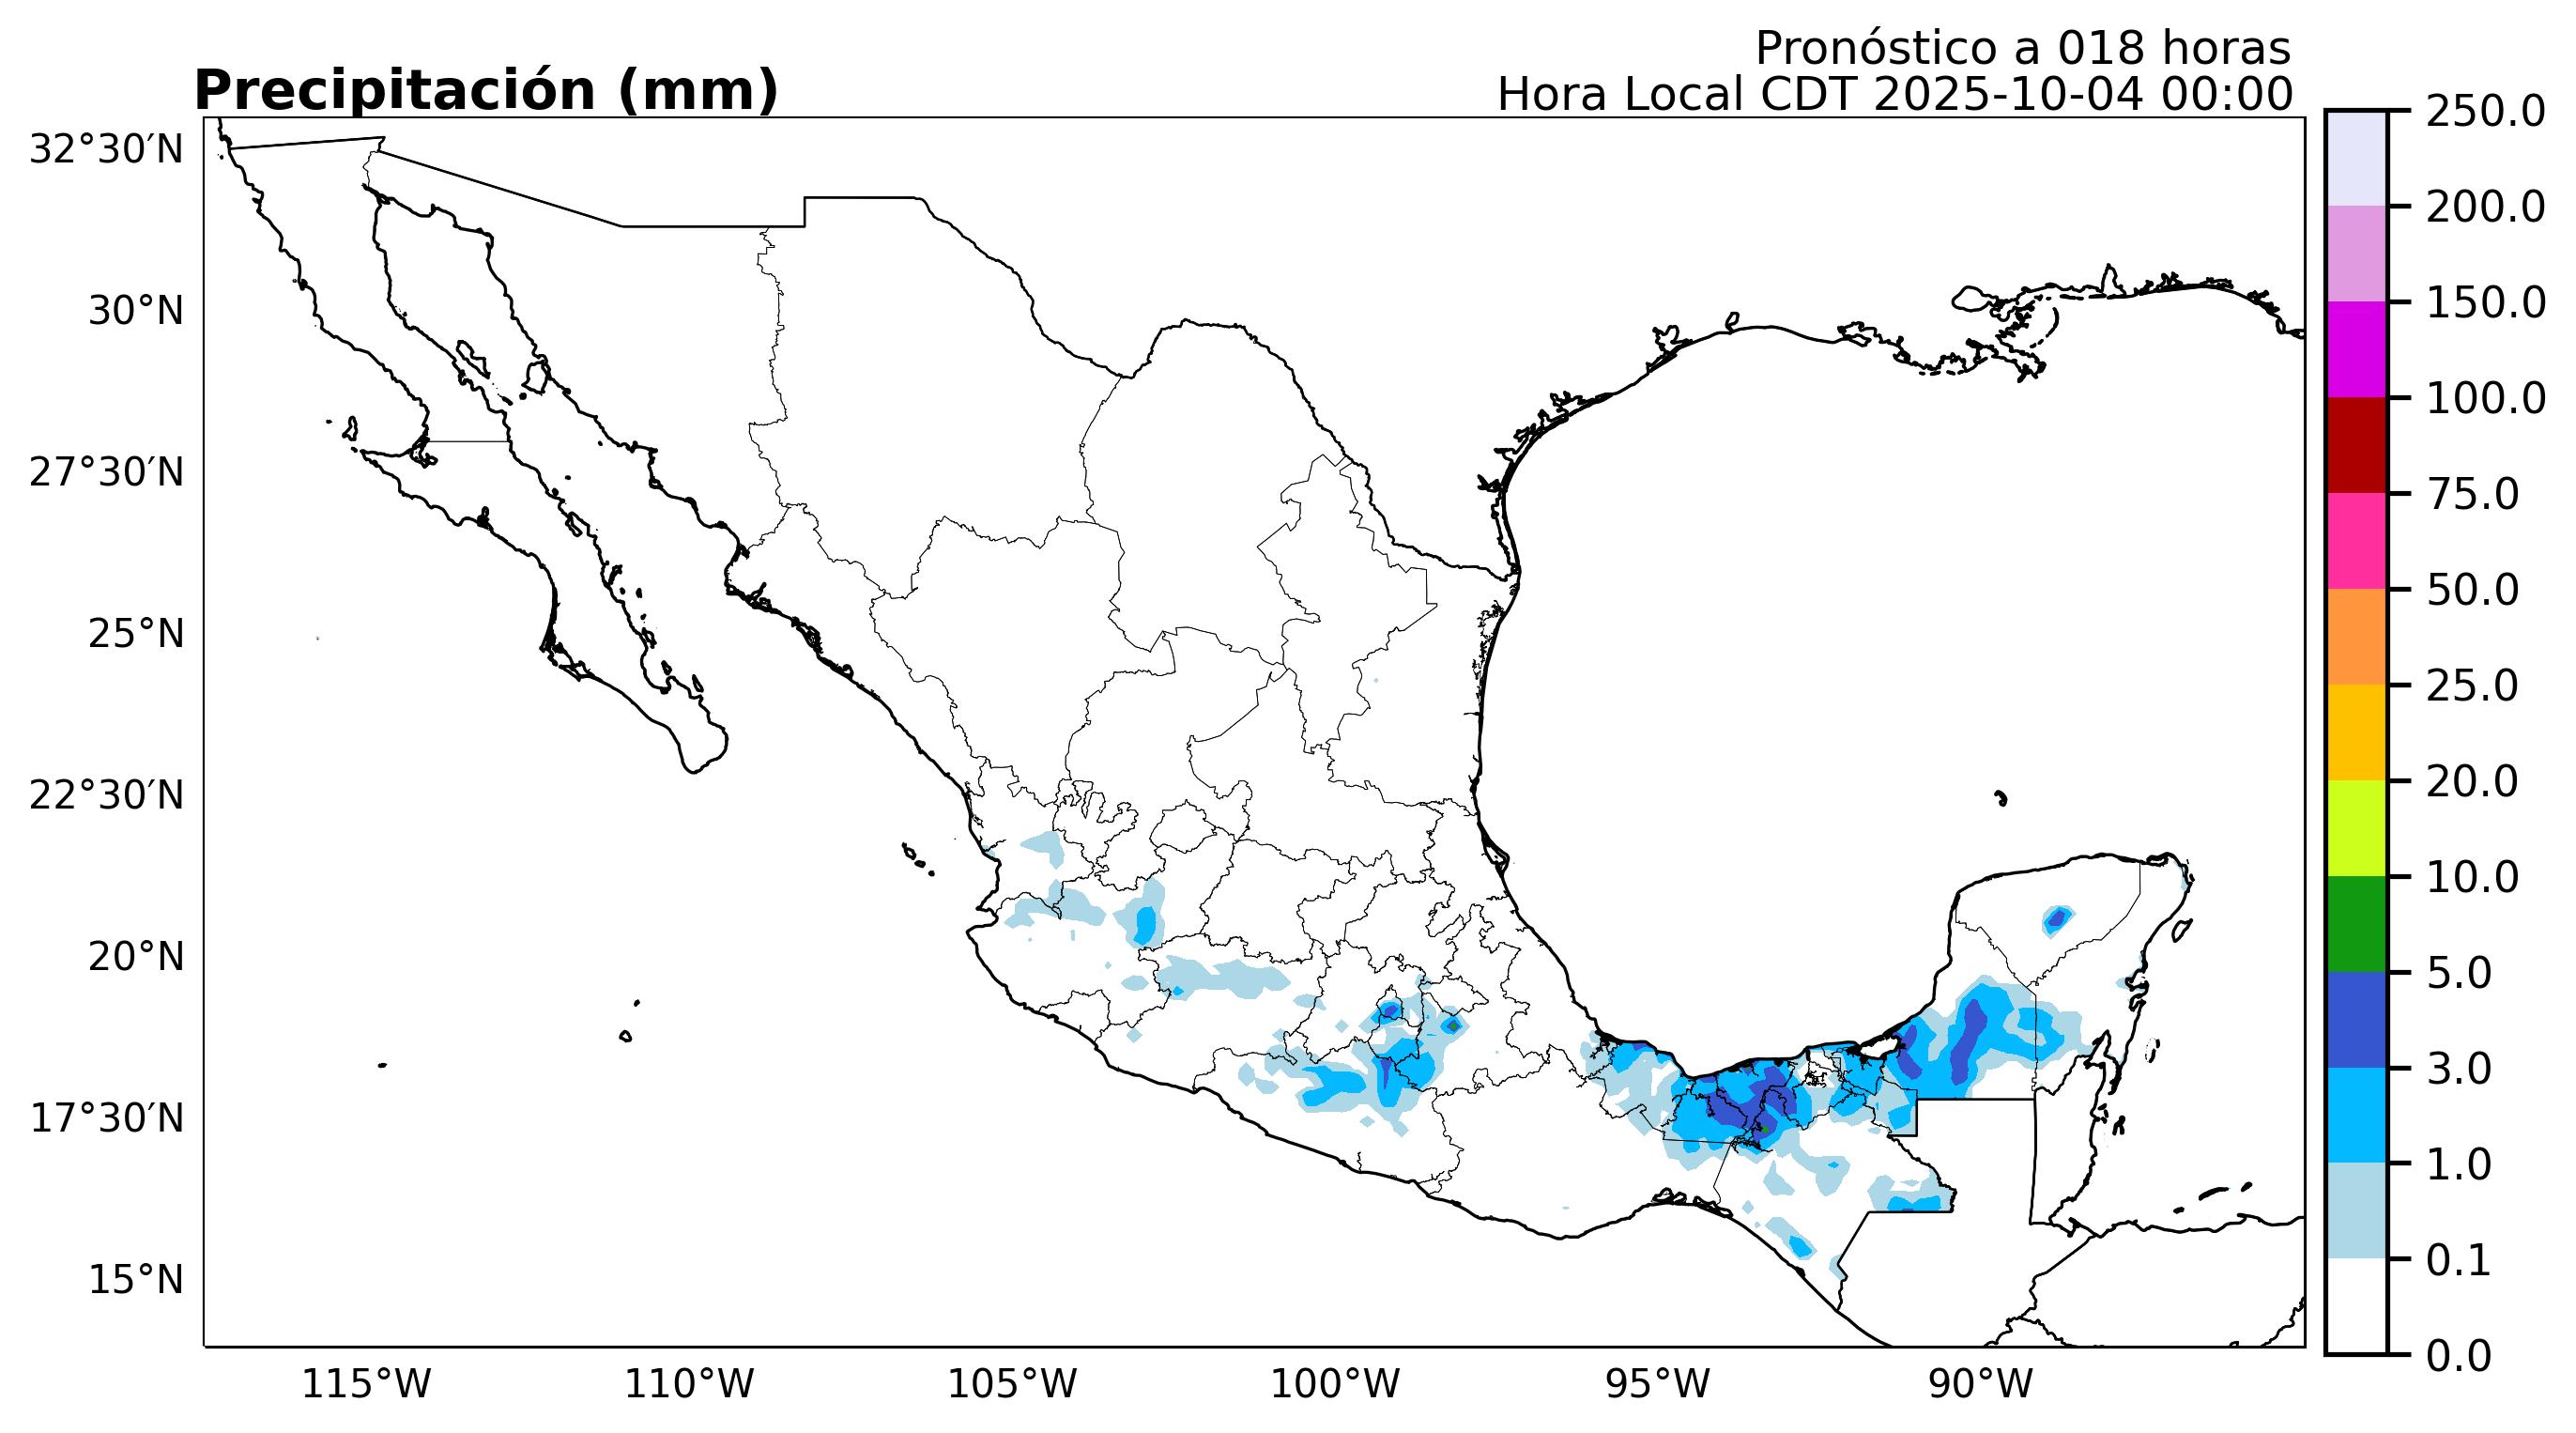 Pronóstico a 018 horas
Precipitación (mm)
Hora Local CDT 2025-10-04 00:00
32°30′N
30°N
27°30′N
25°N
22°30′N
20°N
17°30′N
15°N
115°W
110°W
105°W
100°W
95°W
90°W
250.0
200.0
150.0
100.0
75.0
50.0
25.0
20.0
10.0
5.0
3.0
1.0
0.1
0.0